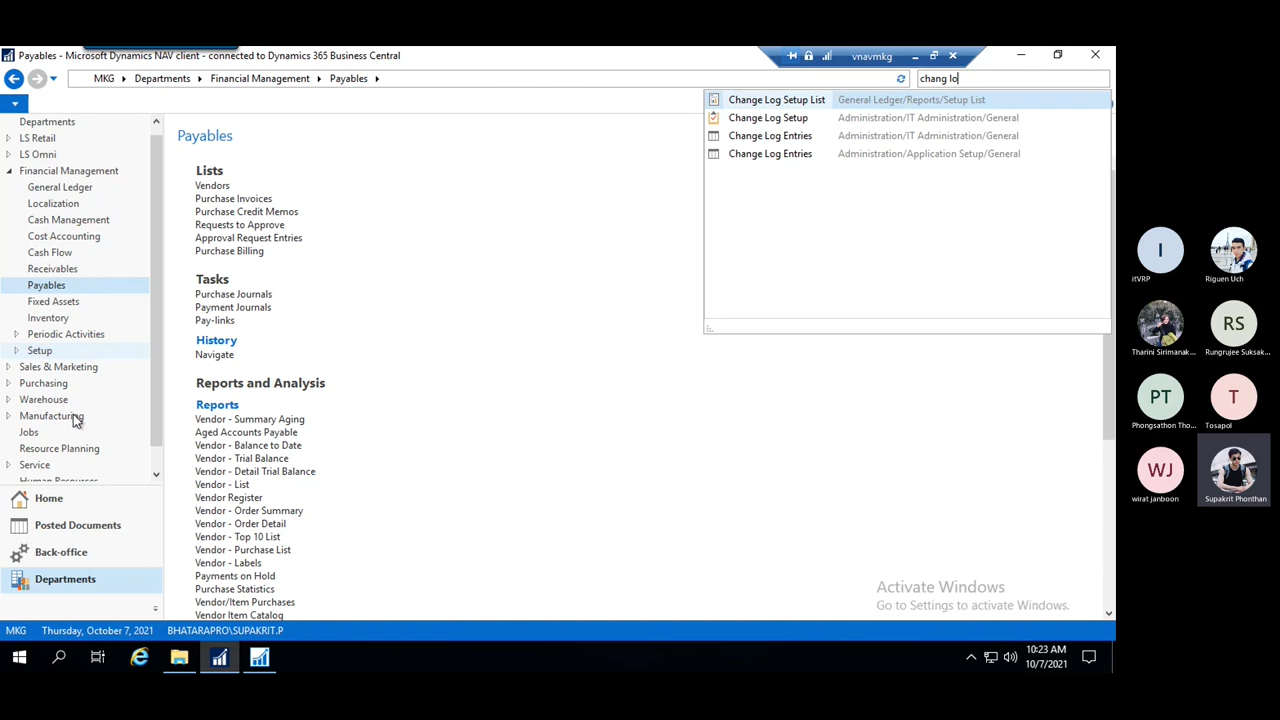 Payables - Microsoft Dynamics NAV client - connected to Dynamics 365 Business Central
vnavmkg
MKG Departments Financial Management Payables
chang lo
Change Log Setup List General Ledger/Reports/Setup List
Change Log Setup Administration/IT Administration/General
Change Log Entries Administration/IT Administration/General
Change Log Entries Administration/Application Setup/General
Departments
LS Retail
LS Omni
Financial Management
General Ledger
Localization
Cash Management
Cost Accounting
Cash Flow
Receivables
Payables
Fixed Assets
Inventory
Periodic Activities
Setup
Sales & Marketing
Purchasing
Warehouse
Manufacturing
Jobs
Resource Planning
Service
Human Resources
Home
Posted Documents
Back-office
Departments
Payables
Lists
Vendors
Purchase Invoices
Purchase Credit Memos
Requests to Approve
Approval Request Entries
Purchase Billing
Tasks
Purchase Journals
Payment Journals
Pay-links
History
Navigate
Reports and Analysis
Reports
Vendor - Summary Aging
Aged Accounts Payable
Vendor - Balance to Date
Vendor - Trial Balance
Vendor - Detail Trial Balance
Vendor - List
Vendor Register
Vendor - Order Summary
Vendor - Order Detail
Vendor - Top 10 List
Vendor - Purchase List
Vendor - Labels
Payments on Hold
Purchase Statistics
Vendor/Item Purchases
Vendor Item Catalog
Activate Windows
Go to Settings to activate Windows.
MKG Thursday, October 7, 2021 BHATARAPRO\SUPAKRIT.P
10:23 AM
10/7/2021
I
itVRP
Riguen Uch
Tharini Sirimanak...
RS
Rungrujee Suksak...
PT
Phongsathon Tho...
T
Tosapol
WJ
wirat janboon
Supakrit Phonthan